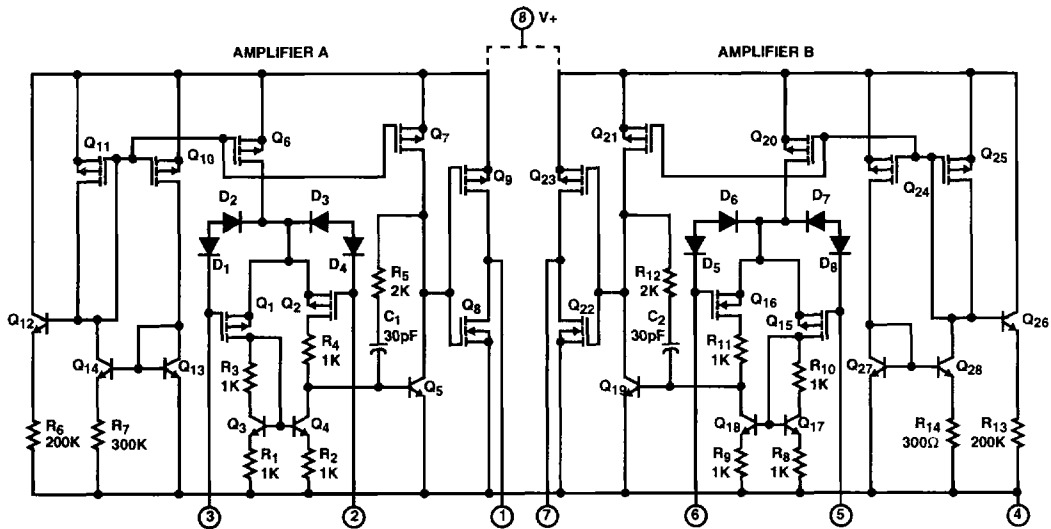 8 V+
AMPLIFIER A
AMPLIFIER B
Q11
Q10
Q6
Q7
Q9
Q21
Q23
Q20
Q24
Q25
D2
D3
D1
D4
D6
D7
D5
D8
Q1
Q2
R5
2K
C1
30pF
Q8
Q22
R12
2K
C2
30pF
Q16
Q15
Q12
Q14
Q13
R4
1K
R3
1K
Q5
Q19
R11
1K
R10
1K
Q27
Q28
Q26
Q3
Q4
Q18
Q17
R6
200K
R7
300K
R1
1K
R2
1K
R9
1K
R8
1K
R14
300Ω
R13
200K
3
2
1
7
6
5
4